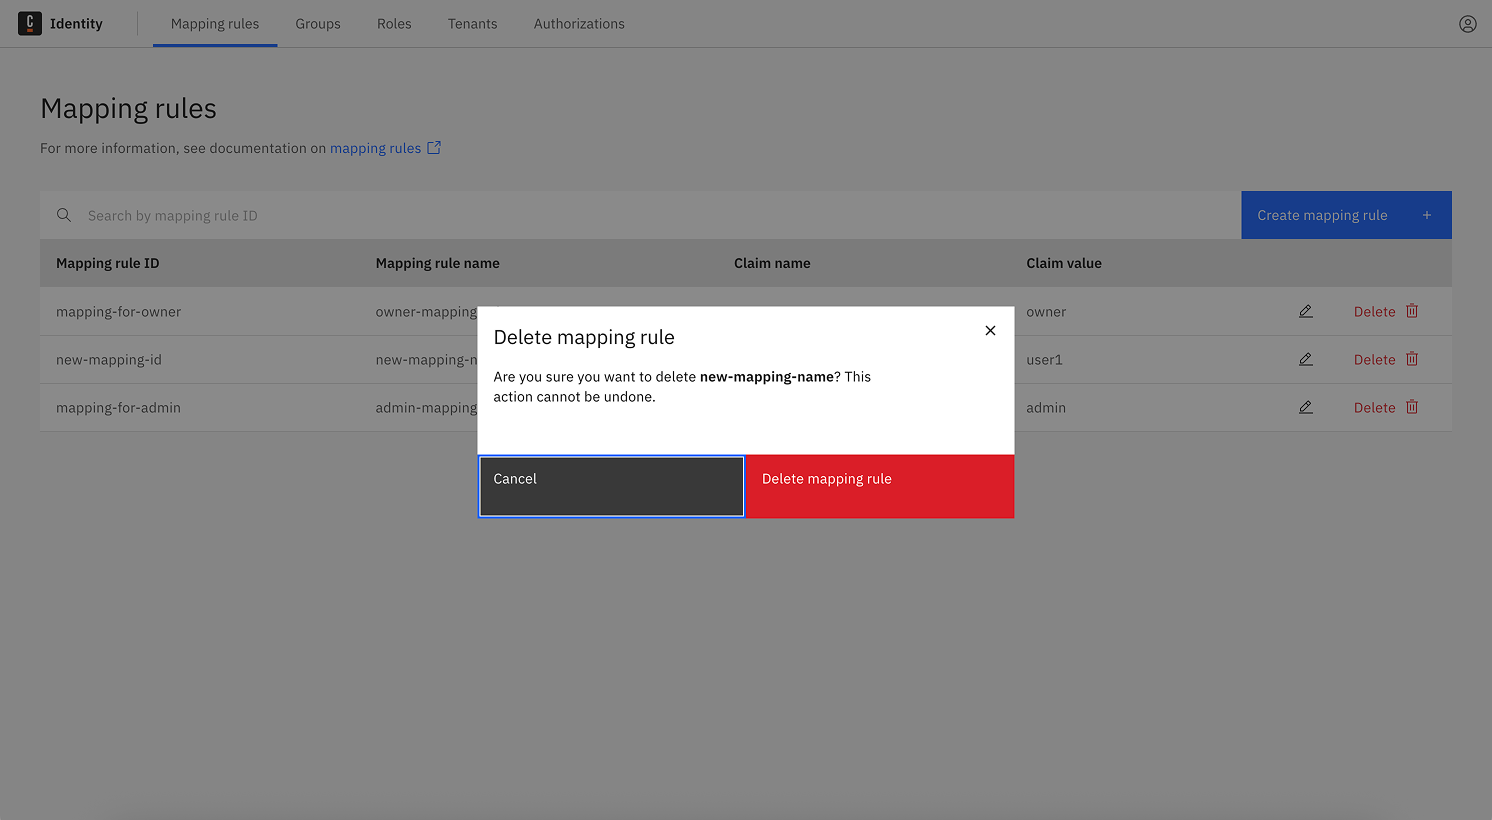 C Identity Mapping rules Groups Roles Tenants Authorizations
Mapping rules
For more information, see documentation on mapping rules
Search by mapping rule ID
Create mapping rule +
Mapping rule ID Mapping rule name Claim name Claim value
mapping-for-owner owner-mapping owner Delete
new-mapping-id new-mapping-n user1 Delete
mapping-for-admin admin-mapping admin Delete
Delete mapping rule
Are you sure you want to delete new-mapping-name? This
action cannot be undone.
Cancel
Delete mapping rule